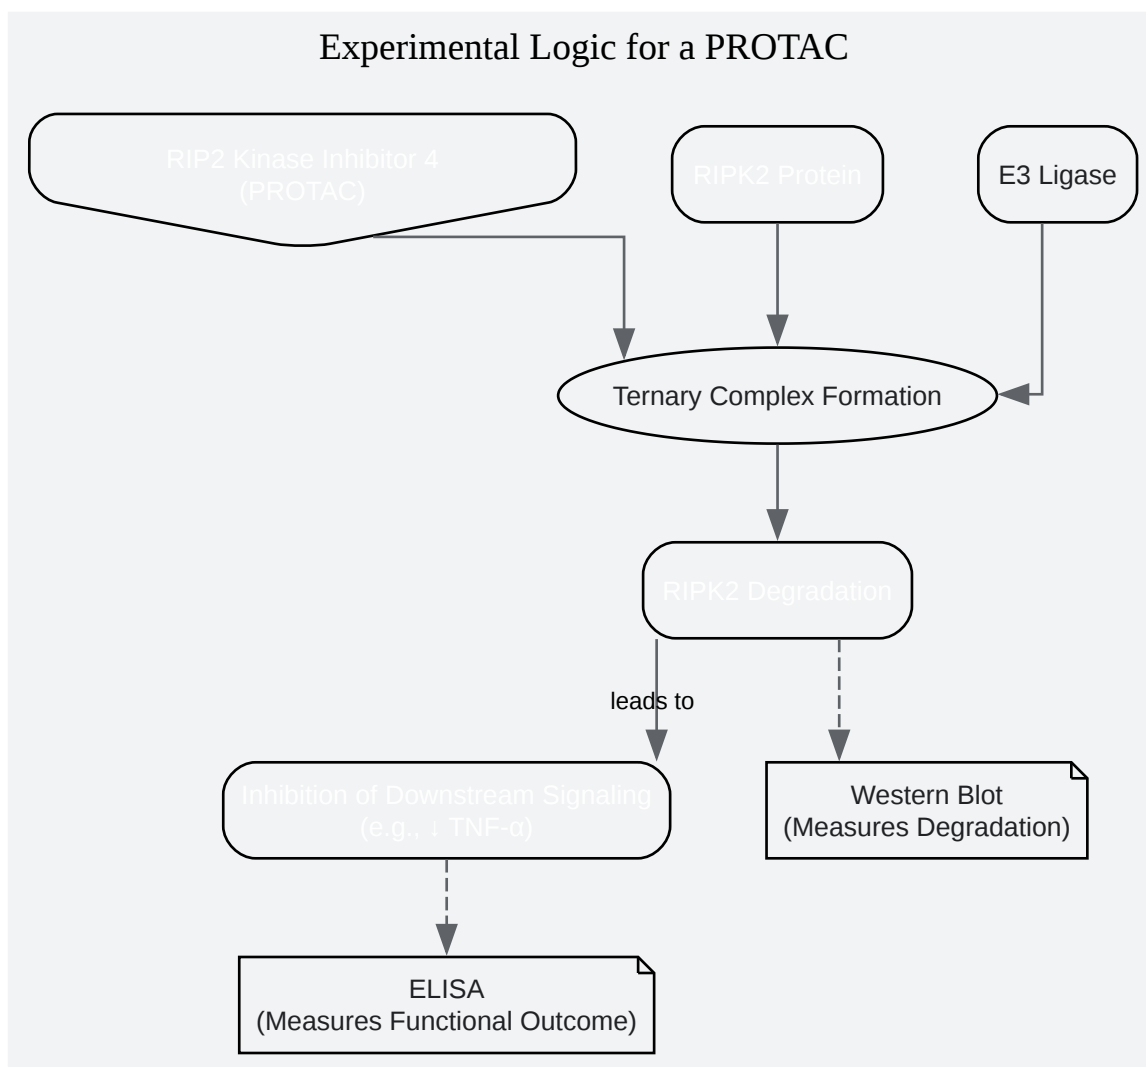 Experimental Logic for a PROTAC
RIP2 Kinase Inhibitor 4
(PROTAC)
RIPK2 Protein
E3 Ligase
Ternary Complex Formation
RIPK2 Degradation
leads to
Inhibition of Downstream Signaling
(e.g., ↓ TNF-α)
Western Blot
(Measures Degradation)
ELISA
(Measures Functional Outcome)